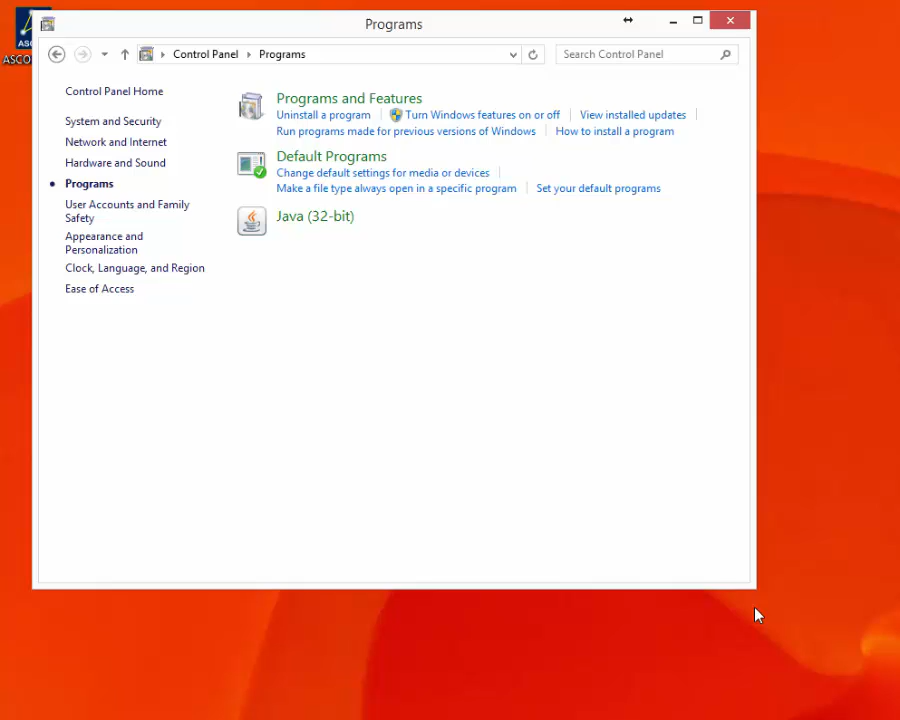 Programs
Control Panel Programs
Search Control Panel
ASCO
Control Panel Home
System and Security
Network and Internet
Hardware and Sound
Programs
User Accounts and Family
Safety
Appearance and
Personalization
Clock, Language, and Region
Ease of Access
Programs and Features
Uninstall a program Turn Windows features on or off View installed updates
Run programs made for previous versions of Windows How to install a program
Default Programs
Change default settings for media or devices
Make a file type always open in a specific program Set your default programs
Java (32-bit)